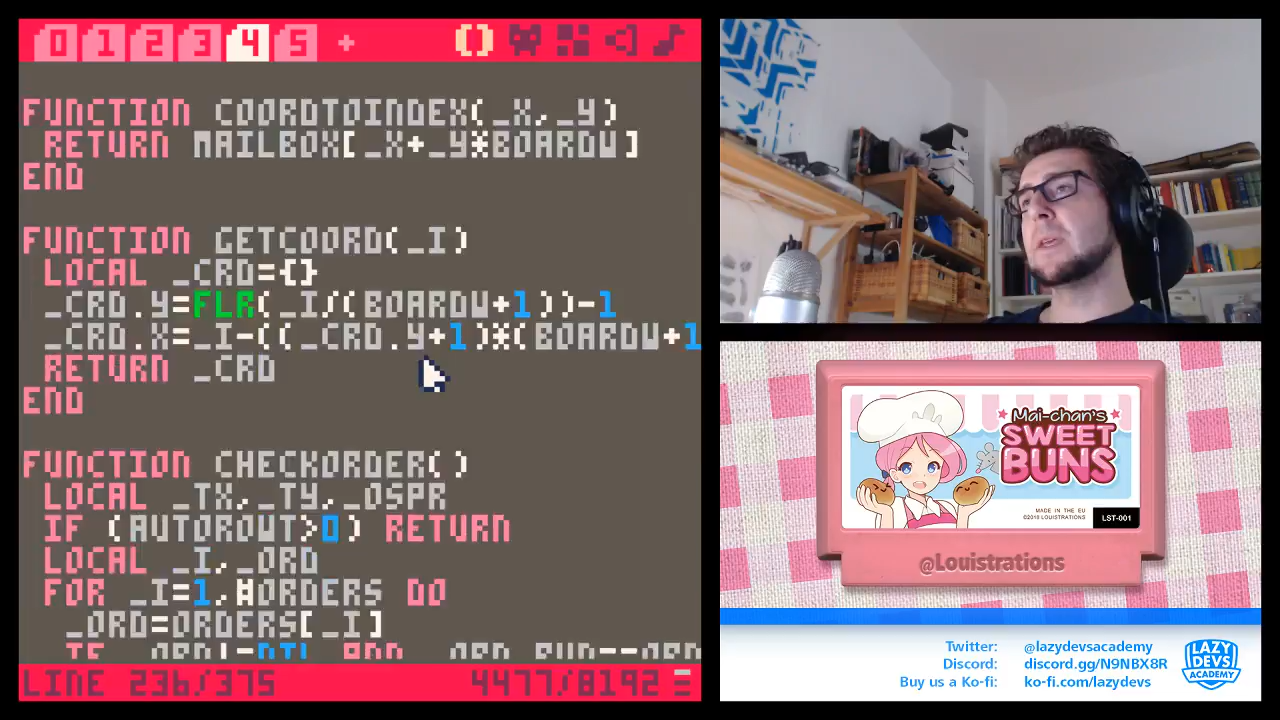 0 1 2 3 4 5 +
FUNCTION COORDTOINDEX(_X,_Y)
RETURN MAILBOX[_X+_Y*BOARDW]
END
FUNCTION GETCOORD(_I)
LOCAL _CRD={}
_CRD.Y=FLR(_I/(BOARDW+1))-1
_CRD.X=_I-((_CRD.Y+1)*(BOARDW+1
RETURN _CRD
END
FUNCTION CHECKORDER()
LOCAL _TX,_TY,_OSPR
IF (AUTOROWT>0) RETURN
LOCAL _I,_ORD
FOR _I=1,#ORDERS DO
_ORD=ORDERS[_I]
LINE 236/375 4477/8192
Mai-chan's
SWEET
BUNS
MADE IN THE EU
©2018 LOUISTRATIONS
LST-001
@Louistrations
Twitter: @lazydevsacademy
Discord: discord.gg/N9NBX8R
Buy us a Ko-fi: ko-fi.com/lazydevs
LAZY
DEVS
ACADEMY